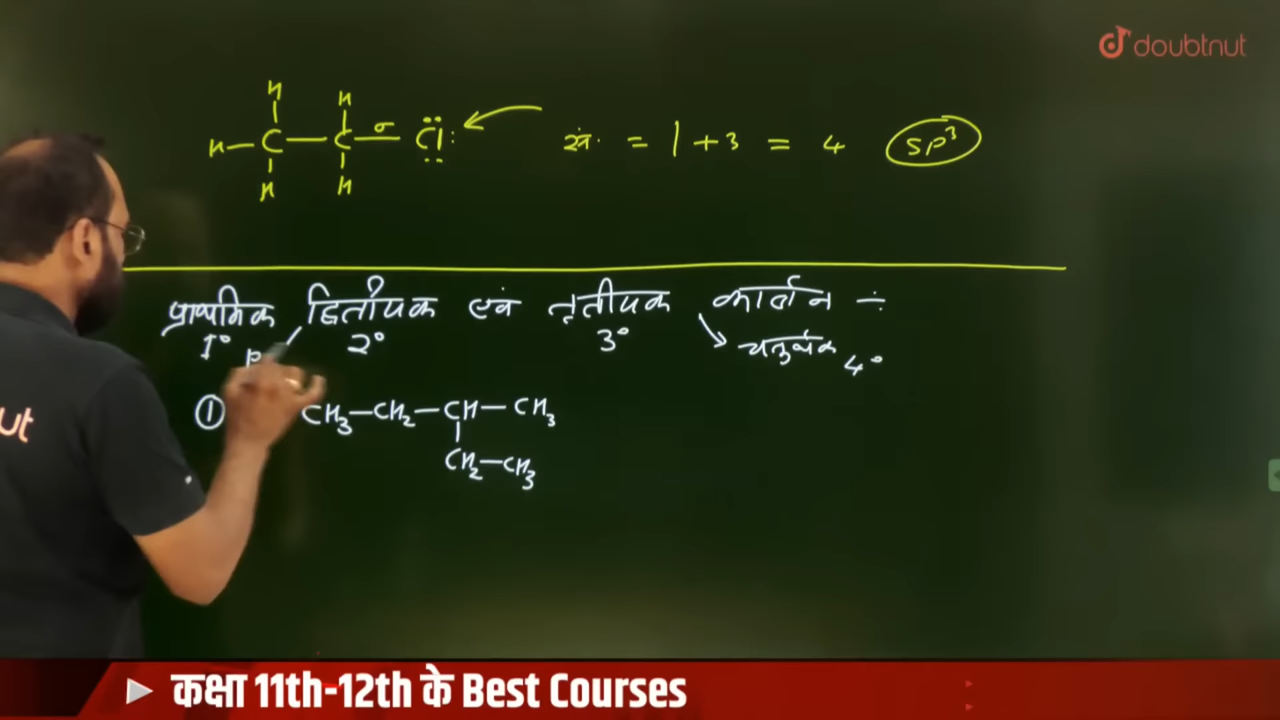 doubtnut
H H
H—C—C—σ—Cl: सं. = 1 + 3 = 4 SP³
H H
प्राथमिक द्वितीयक एवं तृतीयक कार्बन ÷
1° P 2° 3° चतुर्थक 4°
① CH₃—CH₂—CH—CH₃
CH₂—CH₃
ut
कक्षा 11th-12th के Best Courses